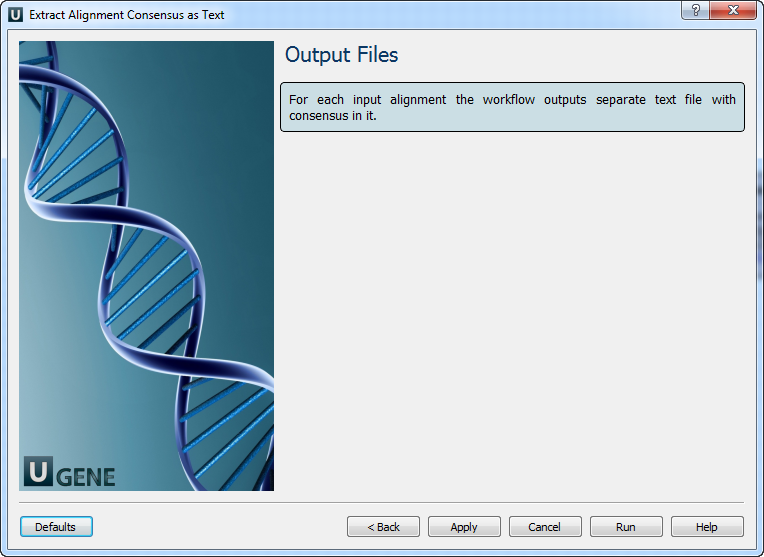 Extract Alignment Consensus as Text
Output Files
For each input alignment the workflow outputs separate text file with
consensus in it.
U GENE
Defaults
< Back
Apply
Cancel
Run
Help